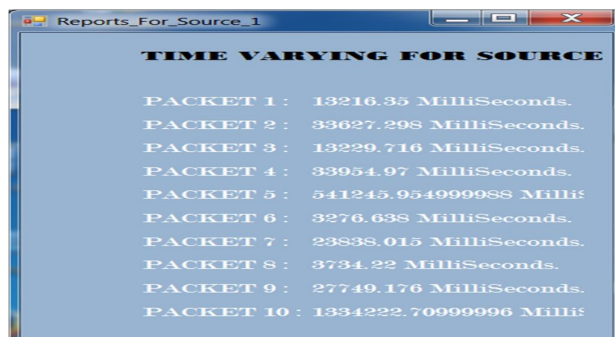 Reports_For_Source_1
TIME VARYING FOR SOURCE
PACKET 1 : 13216.35 MilliSeconds.
PACKET 2 : 33627.298 MilliSeconds.
PACKET 3 : 13229.716 MilliSeconds.
PACKET 4 : 33954.97 MilliSeconds.
PACKET 5 : 541245.954999988 MilliS
PACKET 6 : 3276.638 MilliSeconds.
PACKET 7 : 23838.015 MilliSeconds.
PACKET 8 : 3734.22 MilliSeconds.
PACKET 9 : 27749.176 MilliSeconds.
PACKET 10 : 1334222.70999996 MilliS